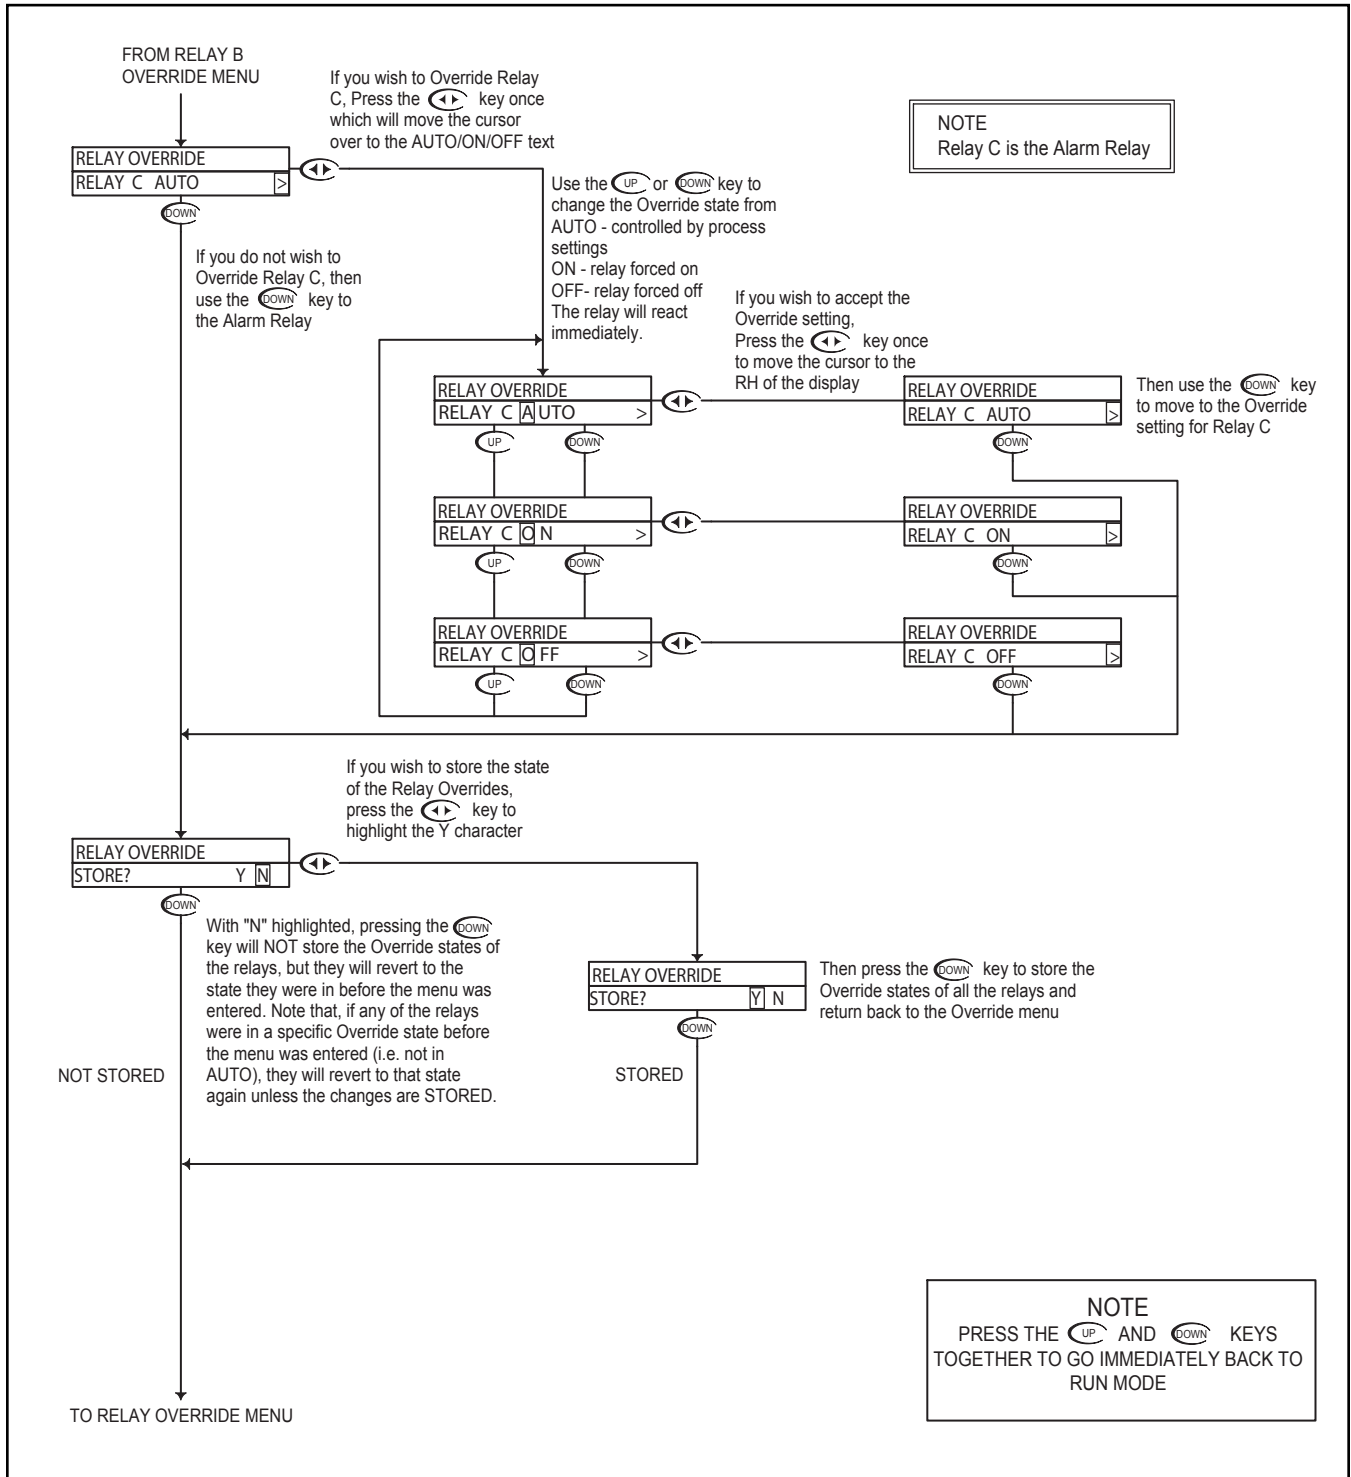 FROM RELAY B
OVERRIDE MENU
If you wish to Override Relay
C, Press the key once
which will move the cursor
over to the AUTO/ON/OFF text
NOTE
Relay C is the Alarm Relay
RELAY OVERRIDE
RELAY C AUTO >
DOWN
If you do not wish to
Override Relay C, then
use the DOWN key to
the Alarm Relay
Use the UP or DOWN key to
change the Override state from
AUTO - controlled by process
settings
ON - relay forced on
OFF- relay forced off
The relay will react
immediately.
If you wish to accept the
Override setting,
Press the key once
to move the cursor to the
RH of the display
RELAY OVERRIDE
RELAY C AUTO >
UP DOWN
RELAY OVERRIDE
RELAY C AUTO >
DOWN
Then use the DOWN key
to move to the Override
setting for Relay C
RELAY OVERRIDE
RELAY C ON >
UP DOWN
RELAY OVERRIDE
RELAY C ON >
DOWN
RELAY OVERRIDE
RELAY C OFF >
UP DOWN
RELAY OVERRIDE
RELAY C OFF >
DOWN
If you wish to store the state
of the Relay Overrides,
press the key to
highlight the Y character
RELAY OVERRIDE
STORE? Y N
DOWN
With "N" highlighted, pressing the DOWN
key will NOT store the Override states of
the relays, but they will revert to the
state they were in before the menu was
entered. Note that, if any of the relays
were in a specific Override state before
the menu was entered (i.e. not in
AUTO), they will revert to that state
again unless the changes are STORED.
RELAY OVERRIDE
STORE? Y N
DOWN
Then press the DOWN key to store the
Override states of all the relays and
return back to the Override menu
NOT STORED
STORED
NOTE
PRESS THE UP AND DOWN KEYS
TOGETHER TO GO IMMEDIATELY BACK TO
RUN MODE
TO RELAY OVERRIDE MENU